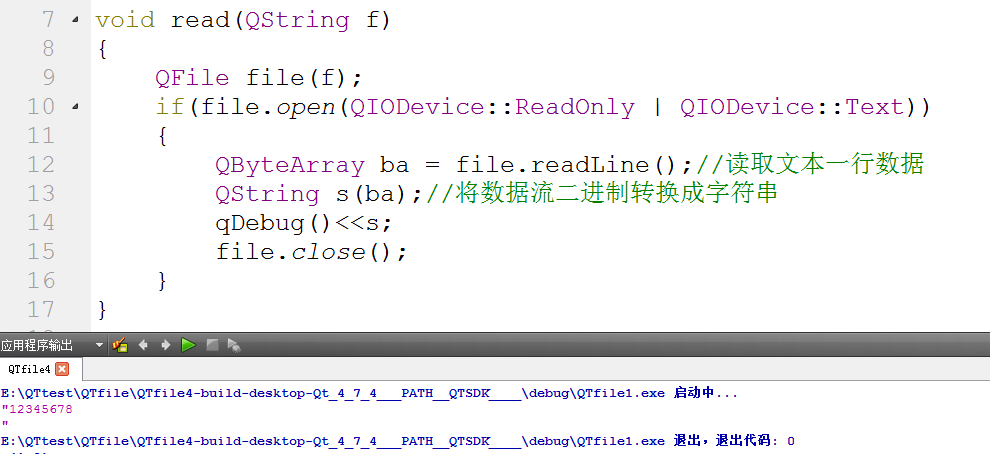 7 void read(QString f)
8 {
9 QFile file(f);
10 if(file.open(QIODevice::ReadOnly | QIODevice::Text))
11 {
12 QByteArray ba = file.readLine();//读取文本一行数据
13 QString s(ba);//将数据流二进制转换成字符串
14 qDebug()<<s;
15 file.close();
16 }
17 }
应用程序输出
QTfile4
E:\QTtest\QTfile\QTfile4-build-desktop-Qt_4_7_4___PATH__QTSDK____\debug\QTfile1.exe 启动中...
"12345678
"
E:\QTtest\QTfile\QTfile4-build-desktop-Qt_4_7_4___PATH__QTSDK____\debug\QTfile1.exe 退出，退出代码: 0